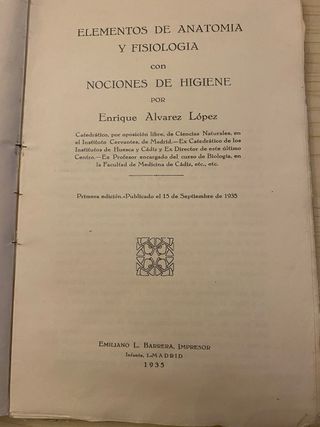 ELEMENTOS DE ANATOMIA
Y FISIOLOGIA
con
NOCIONES DE HIGIENE
POR
Enrique Alvarez López
Catedrático, por oposición libre, de Ciencias Naturales, en
el Instituto Cervantes, de Madrid.—Ex Catedrático de los
Institutos de Huesca y Cádiz y Ex Director de este último
Centro.—Ex Profesor encargado del curso de Biología, en
la Facultad de Medicina de Cádiz, etc., etc.
Primera edición.-Publicado el 15 de Septiembre de 1935
EMILIANO L. BARRERA, IMPRESOR
Infanta, 1.-MADRID
1935